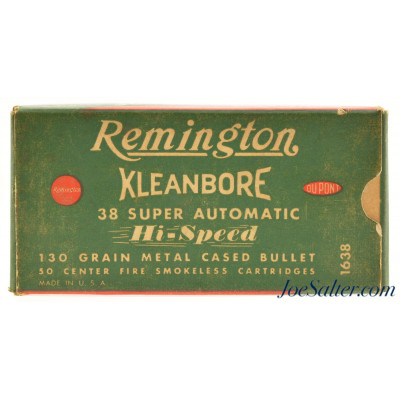 Remington
KLEANBORE
Remington
DU PONT
38 SUPER AUTOMATIC
Hi-Speed
130 GRAIN METAL CASED BULLET
50 CENTER FIRE SMOKELESS CARTRIDGES
MADE IN U.S.A.
1638
JoeSalter.com